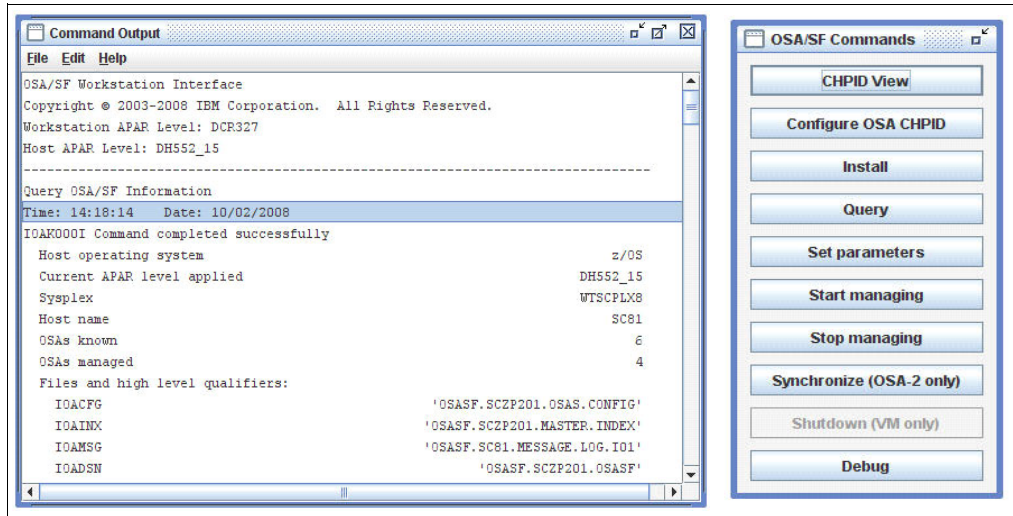 Command Output
File Edit Help
OSA/SF Workstation Interface
Copyright © 2003-2008 IBM Corporation. All Rights Reserved.
Workstation APAR Level: DCR327
Host APAR Level: DH552_15
-------------------------------------------------------------------------------
Query OSA/SF Information
Time: 14:18:14 Date: 10/02/2008
IOAK000I Command completed successfully
Host operating system z/OS
Current APAR level applied DH552_15
Sysplex WTSCPLX8
Host name SC81
OSAs known 6
OSAs managed 4
Files and high level qualifiers:
IOACFG 'OSASF.SCZP201.OSAS.CONFIG'
IOAINX 'OSASF.SCZP201.MASTER.INDEX'
IOAMSG 'OSASF.SC81.MESSAGE.LOG.IO1'
IOADSN 'OSASF.SCZP201.OSASF'
OSA/SF Commands
CHPID View
Configure OSA CHPID
Install
Query
Set parameters
Start managing
Stop managing
Synchronize (OSA-2 only)
Shutdown (VM only)
Debug